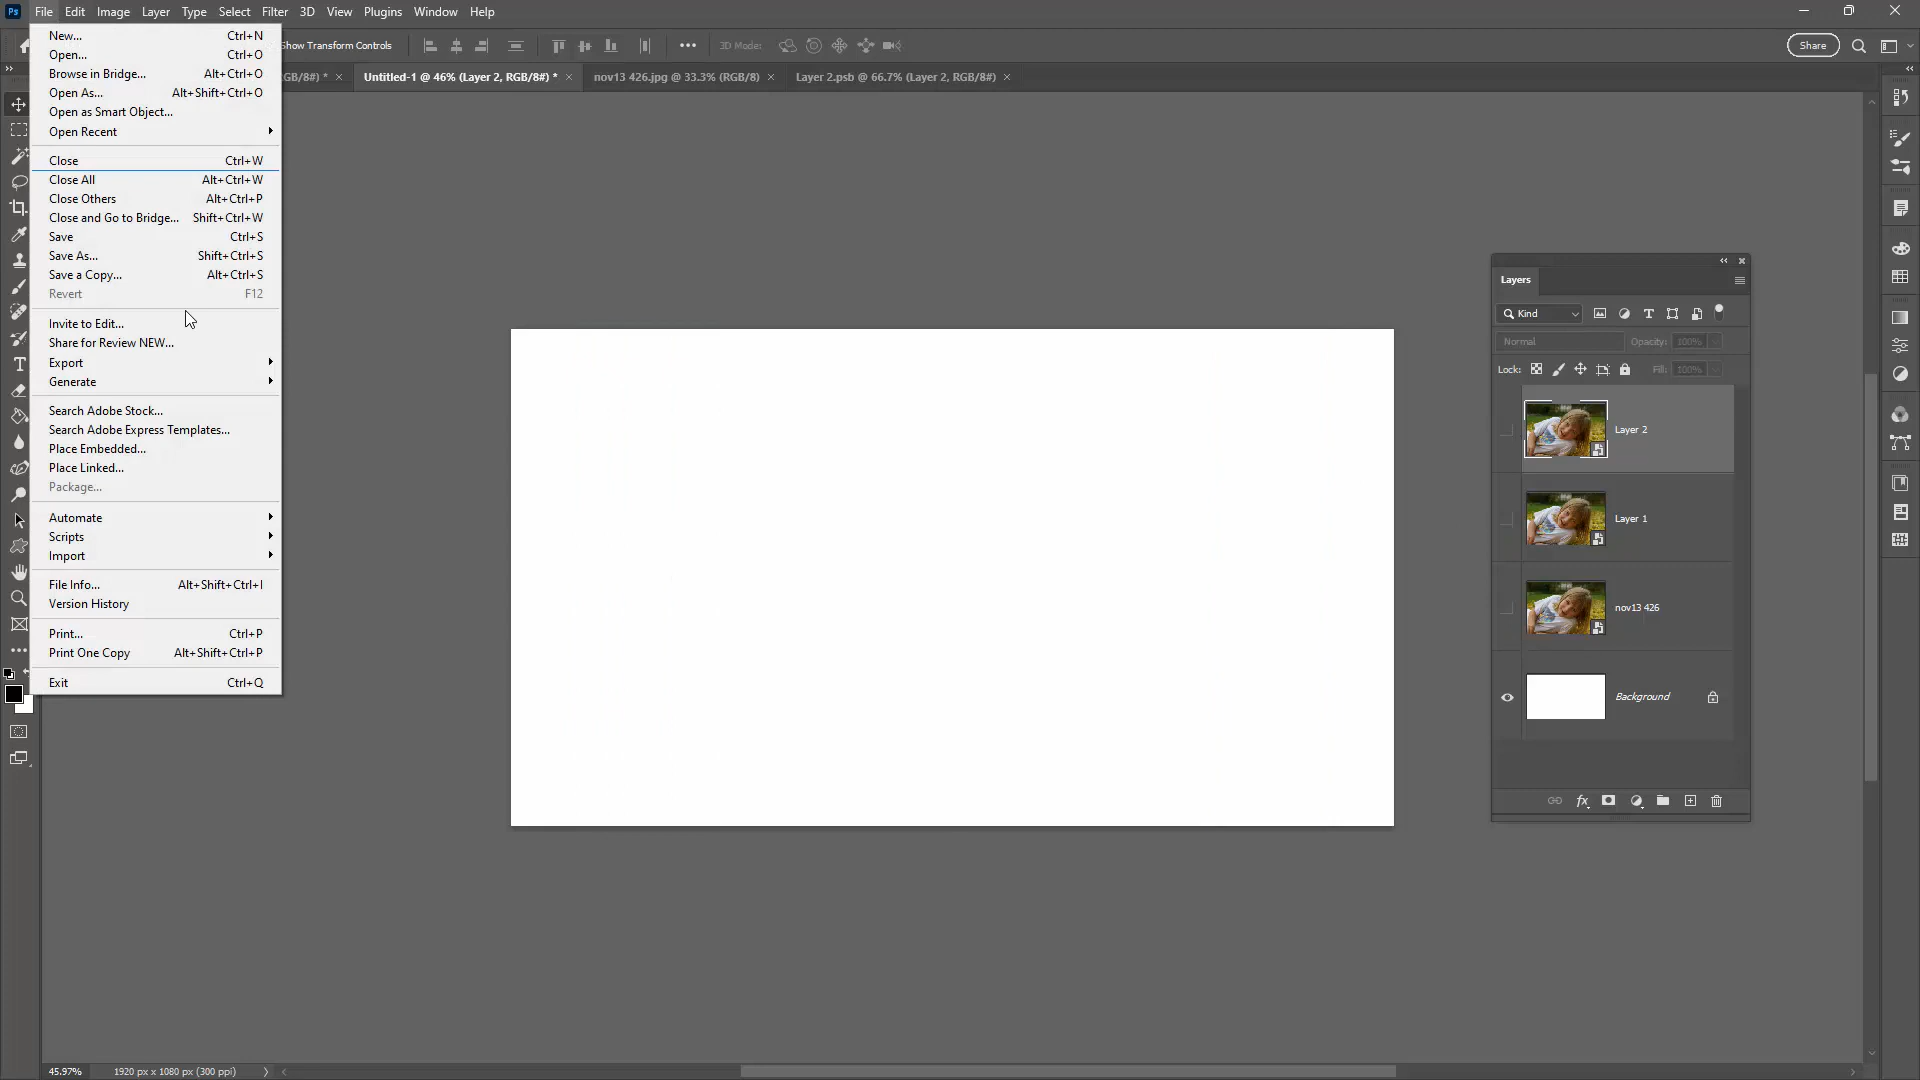 Ps File Edit Image Layer Type Select Filter 3D View Plugins Window Help
Show Transform Controls
3D Mode:
Share
RGB/8#) *
Untitled-1 @ 46% (Layer 2, RGB/8#) *
nov13 426.jpg @ 33.3% (RGB/8)
Layer 2.psb @ 66.7% (Layer 2, RGB/8#)
New... Ctrl+N
Open... Ctrl+O
Browse in Bridge... Alt+Ctrl+O
Open As... Alt+Shift+Ctrl+O
Open as Smart Object...
Open Recent
Close Ctrl+W
Close All Alt+Ctrl+W
Close Others Alt+Ctrl+P
Close and Go to Bridge... Shift+Ctrl+W
Save Ctrl+S
Save As... Shift+Ctrl+S
Save a Copy... Alt+Ctrl+S
Revert F12
Invite to Edit...
Share for Review NEW...
Export
Generate
Search Adobe Stock...
Search Adobe Express Templates...
Place Embedded...
Place Linked...
Package...
Automate
Scripts
Import
File Info... Alt+Shift+Ctrl+I
Version History
Print... Ctrl+P
Print One Copy Alt+Shift+Ctrl+P
Exit Ctrl+Q
Layers
Kind
Normal Opacity: 100%
Lock: Fill: 100%
Layer 2
Layer 1
nov13 426
Background
45.97% 1920 px x 1080 px (300 ppi)